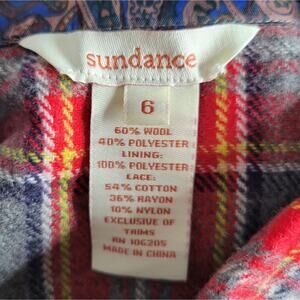 sundance
6
60% WOOL
40% POLYESTER
LINING:
100% POLYESTER
LACE:
54% COTTON
36% RAYON
10% NYLON
EXCLUSIVE OF
TRIMS
RN 106205
MADE IN CHINA